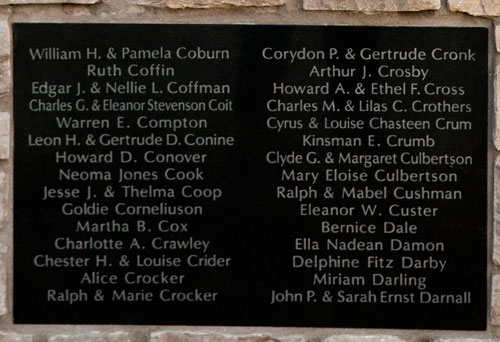 William H. & Pamela Coburn
Ruth Coffin
Edgar J. & Nellie L. Coffman
Charles G. & Eleanor Stevenson Coit
Warren E. Compton
Leon H. & Gertrude D. Conine
Howard D. Conover
Neoma Jones Cook
Jesse J. & Thelma Coop
Goldie Corneliuson
Martha B. Cox
Charlotte A. Crawley
Chester H. & Louise Crider
Alice Crocker
Ralph & Marie Crocker
Corydon P. & Gertrude Cronk
Arthur J. Crosby
Howard A. & Ethel F. Cross
Charles M. & Lilas C. Crothers
Cyrus & Louise Chasteen Crum
Kinsman E. Crumb
Clyde G. & Margaret Culbertson
Mary Eloise Culbertson
Ralph & Mabel Cushman
Eleanor W. Custer
Bernice Dale
Ella Nadean Damon
Delphine Fitz Darby
Miriam Darling
John P. & Sarah Ernst Darnall